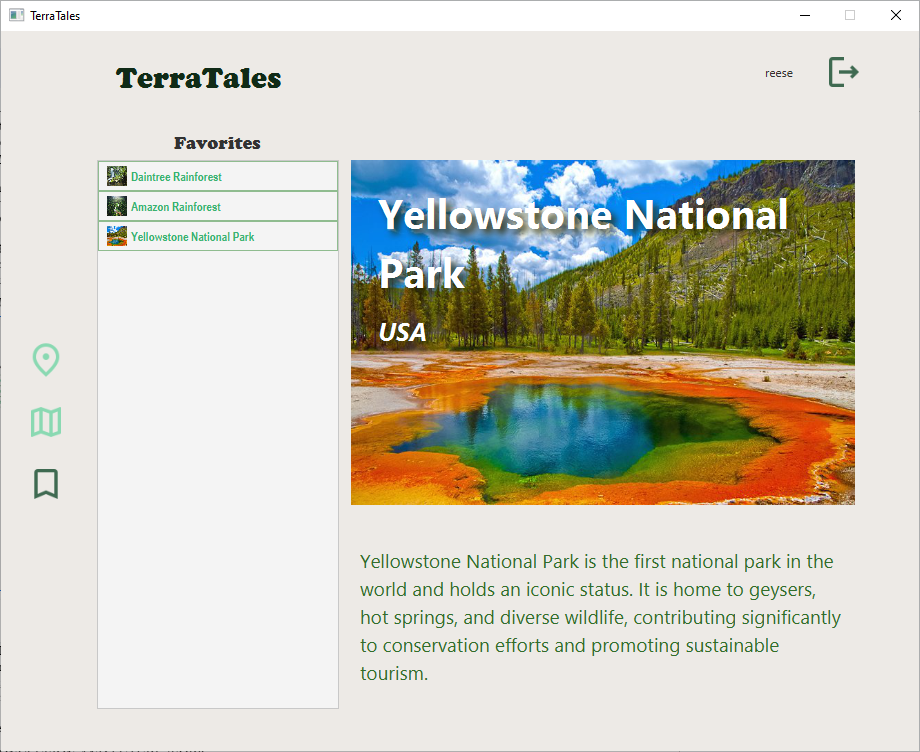 TerraTales
TerraTales
reese
Favorites
Daintree Rainforest
Amazon Rainforest
Yellowstone National Park
Yellowstone National
Park
USA
Yellowstone National Park is the first national park in the
world and holds an iconic status. It is home to geysers,
hot springs, and diverse wildlife, contributing significantly
to conservation efforts and promoting sustainable
tourism.